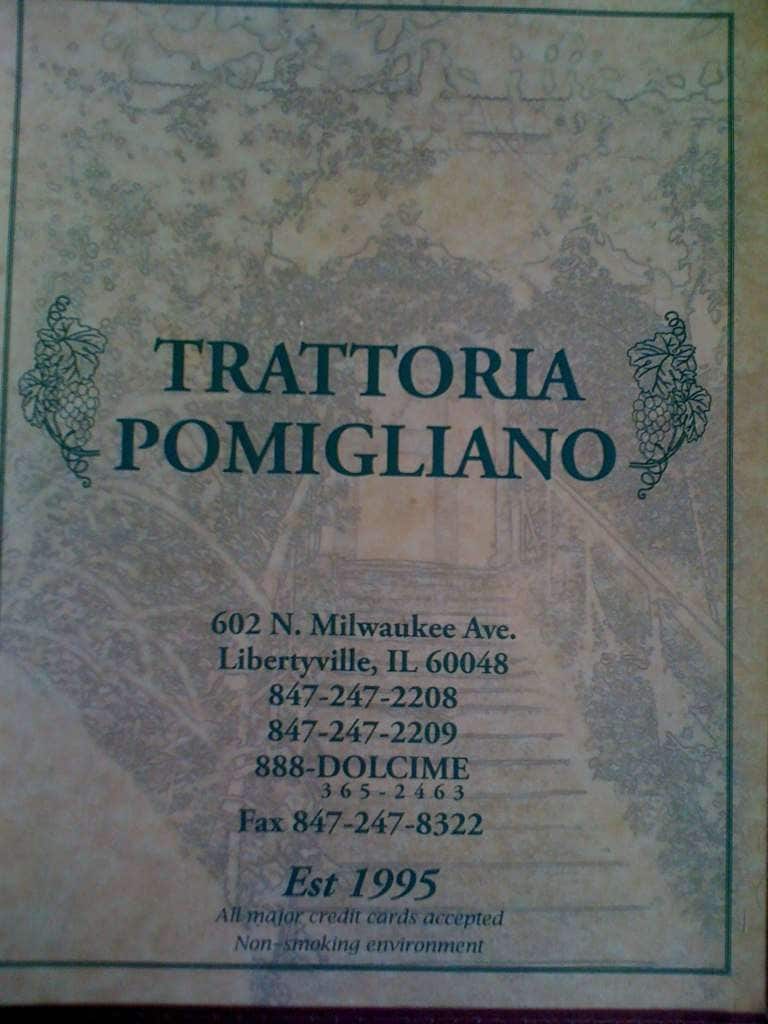 TRATTORIA
POMIGLIANO
602 N. Milwaukee Ave.
Libertyville, IL 60048
847-247-2208
847-247-2209
888-DOLCIME
365-2463
Fax 847-247-8322
Est 1995
All major credit cards accepted
Non-smoking environment